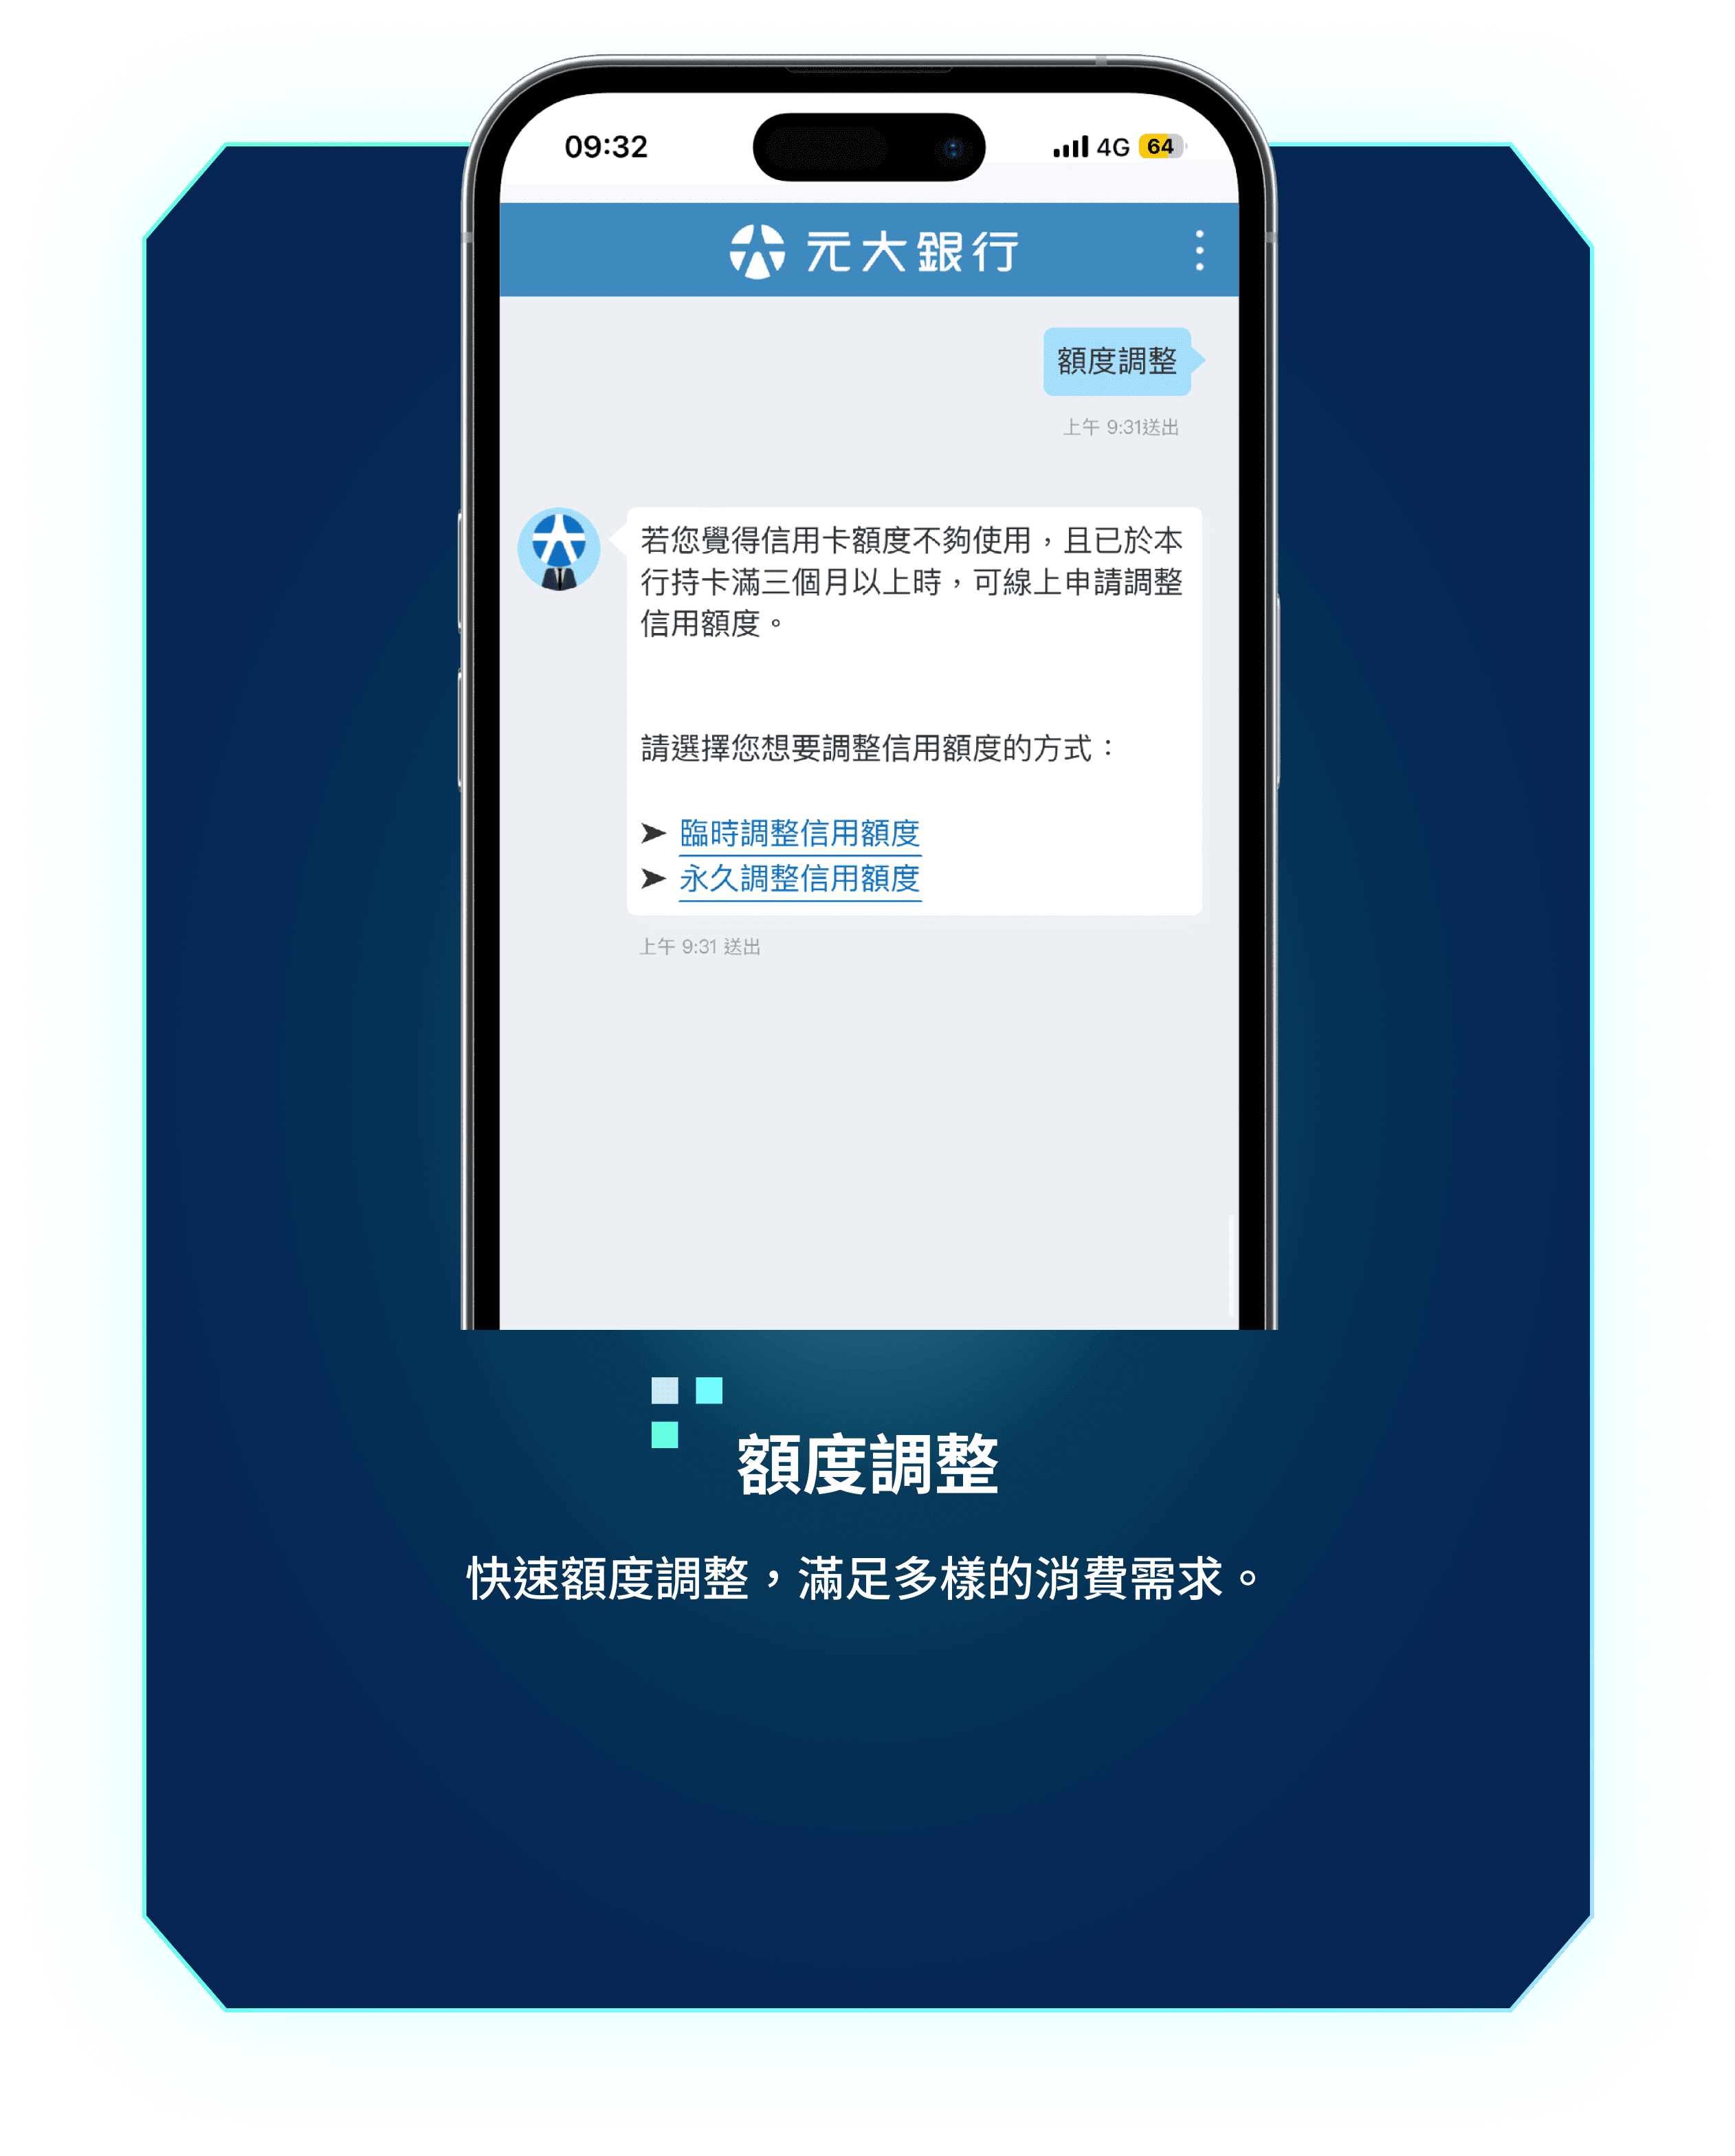 09:32
4G 64
元大銀行
額度調整
上午 9:31送出
若您覺得信用卡額度不夠使用，且已於本
行持卡滿三個月以上時，可線上申請調整
信用額度。
請選擇您想要調整信用額度的方式：
➤ 臨時調整信用額度
➤ 永久調整信用額度
上午 9:31 送出
額度調整
快速額度調整，滿足多樣的消費需求。